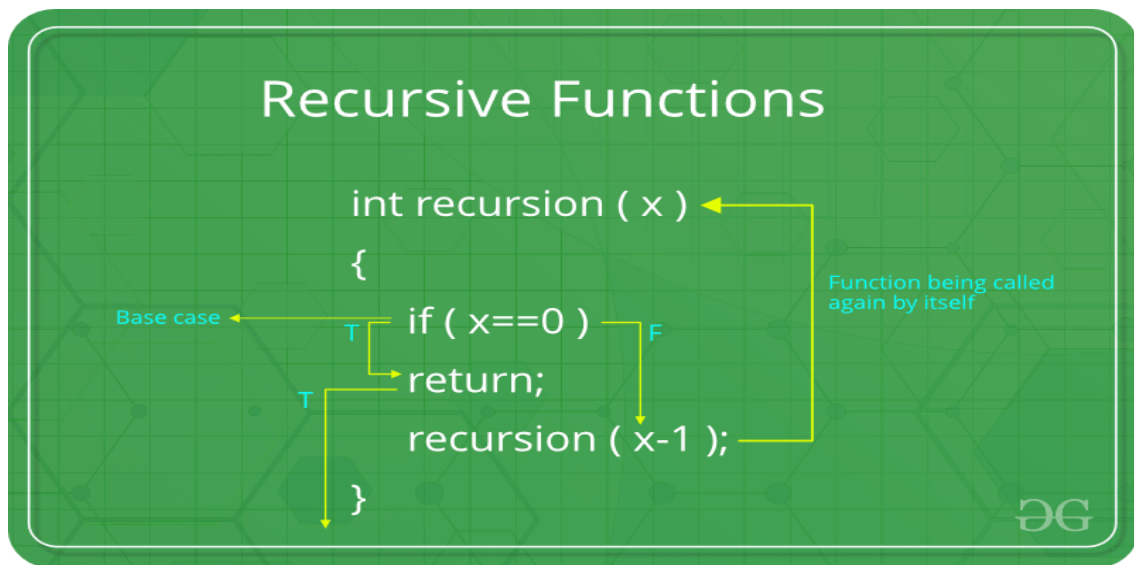 Recursive Functions
int recursion ( x )
{
Function being called
again by itself
Base case
if ( x==0 )
T
F
return;
T
recursion ( x-1 );
}
GG